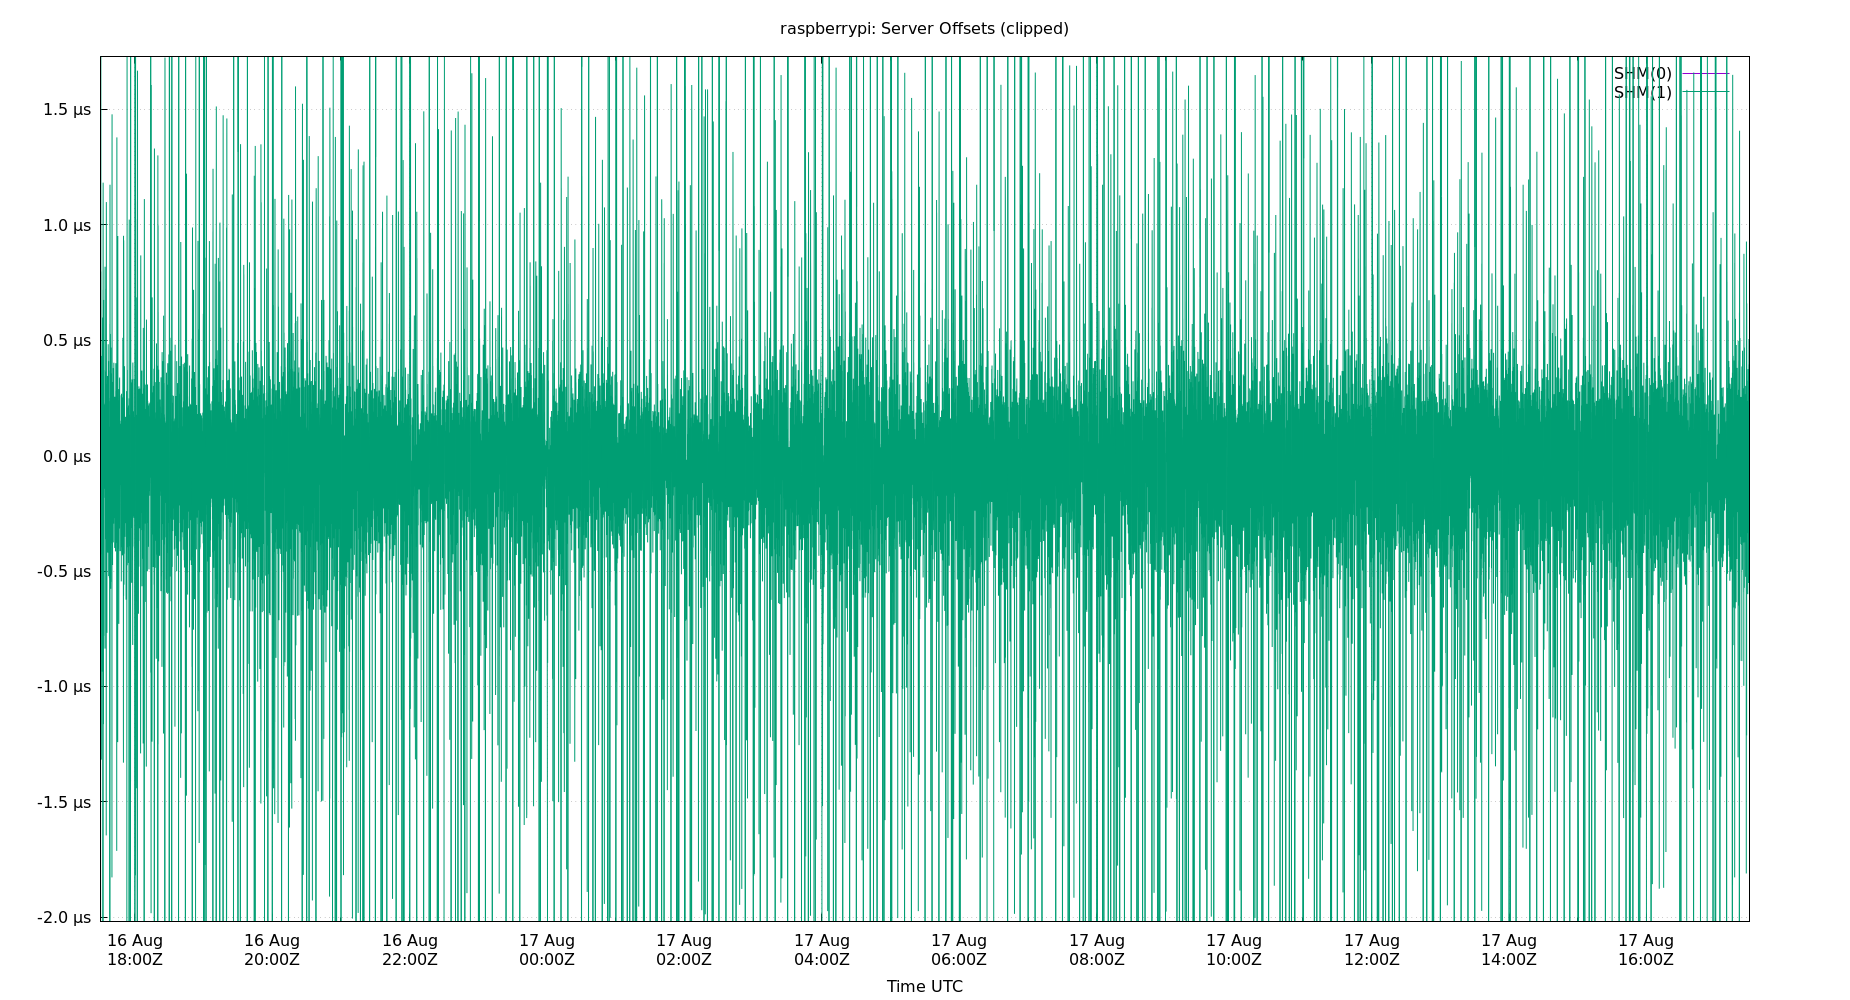 raspberrypi: Server Offsets (clipped)
SHM(0)
SHM(1)
1.5 µs
1.0 µs
0.5 µs
0.0 µs
-0.5 µs
-1.0 µs
-1.5 µs
-2.0 µs
16 Aug 16 Aug 16 Aug 17 Aug 17 Aug 17 Aug 17 Aug 17 Aug 17 Aug 17 Aug 17 Aug 17 Aug
18:00Z 20:00Z 22:00Z 00:00Z 02:00Z 04:00Z 06:00Z 08:00Z 10:00Z 12:00Z 14:00Z 16:00Z
Time UTC